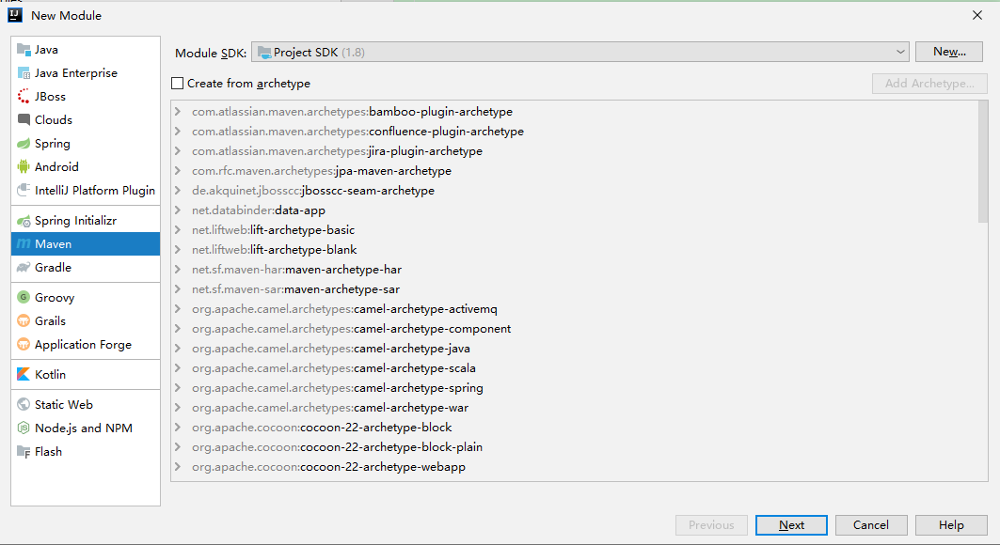 New Module
Java
Java Enterprise
JBoss
Clouds
Spring
Android
IntelliJ Platform Plugin
Spring Initializr
Maven
Gradle
Groovy
Grails
Application Forge
Kotlin
Static Web
Node.js and NPM
Flash
Module SDK: Project SDK (1.8) New...
Create from archetype Add Archetype...
com.atlassian.maven.archetypes:bamboo-plugin-archetype
com.atlassian.maven.archetypes:confluence-plugin-archetype
com.atlassian.maven.archetypes:jira-plugin-archetype
com.rfc.maven.archetypes:jpa-maven-archetype
de.akquinet.jbosscc:jbosscc-seam-archetype
net.databinder:data-app
net.liftweb:lift-archetype-basic
net.liftweb:lift-archetype-blank
net.sf.maven-har:maven-archetype-har
net.sf.maven-sar:maven-archetype-sar
org.apache.camel.archetypes:camel-archetype-activemq
org.apache.camel.archetypes:camel-archetype-component
org.apache.camel.archetypes:camel-archetype-java
org.apache.camel.archetypes:camel-archetype-scala
org.apache.camel.archetypes:camel-archetype-spring
org.apache.camel.archetypes:camel-archetype-war
org.apache.cocoon:cocoon-22-archetype-block
org.apache.cocoon:cocoon-22-archetype-block-plain
org.apache.cocoon:cocoon-22-archetype-webapp
Previous Next Cancel Help